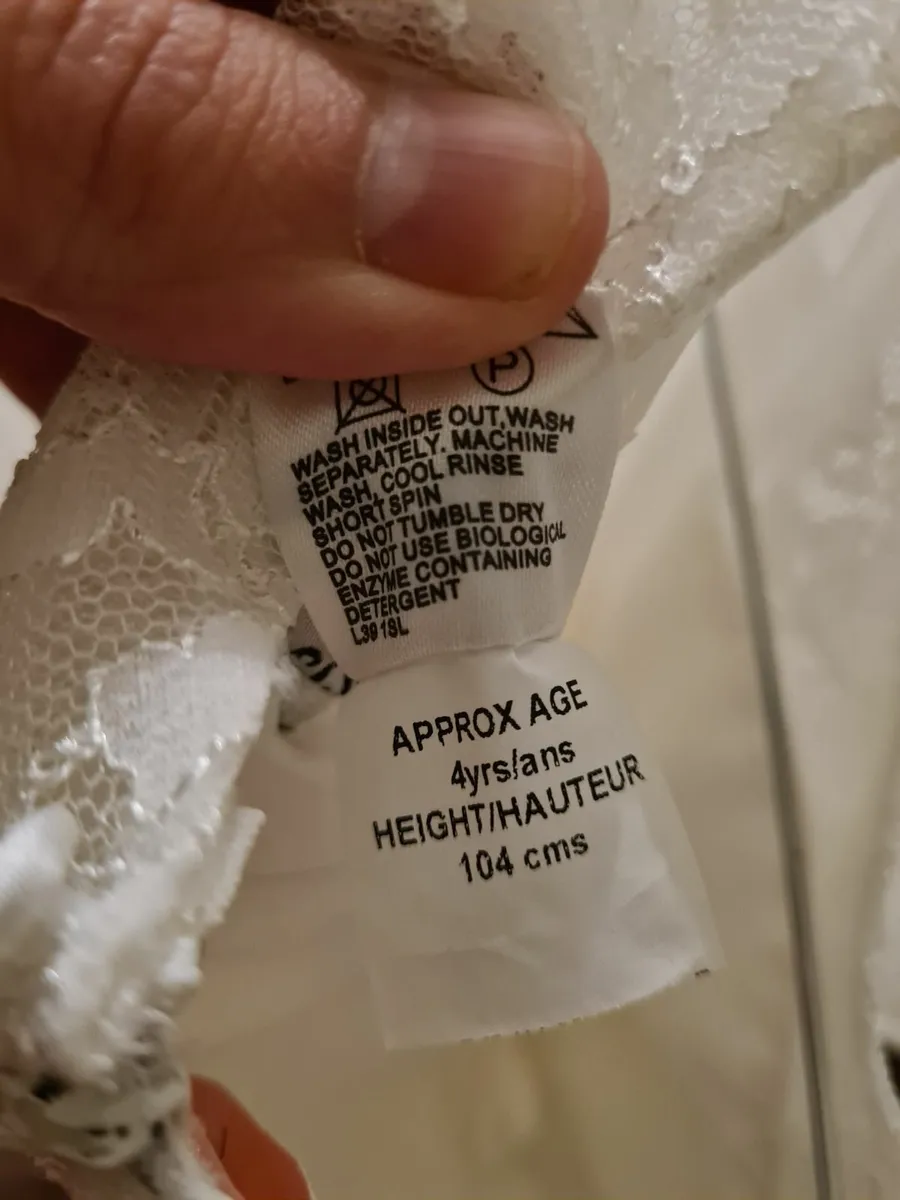 P
WASH INSIDE OUT,WASH
SEPARATELY. MACHINE
WASH, COOL RINSE
SHORT SPIN
DO NOT TUMBLE DRY
DO NOT USE BIOLOGICAL
ENZYME CONTAINING
DETERGENT
APPROX AGE
4yrs/ans
HEIGHT/HAUTEUR
104 cms